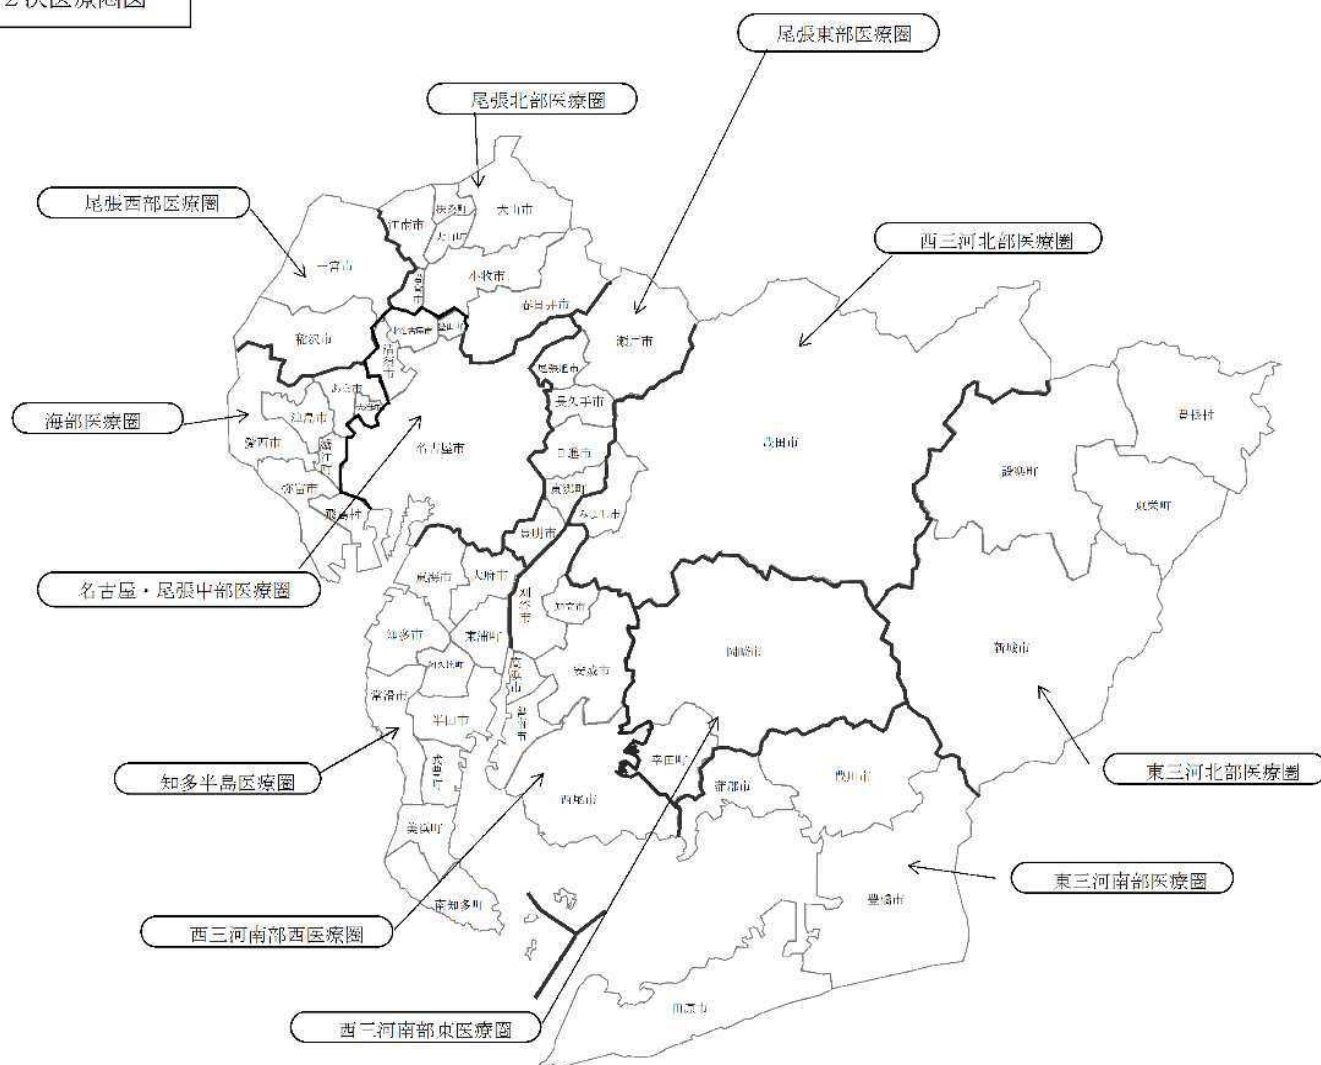 ２次医療圏図
尾張東部医療圏
尾張北部医療圏
尾張西部医療圏
西三河北部医療圏
海部医療圏
名古屋・尾張中部医療圏
知多半島医療圏
東三河北部医療圏
東三河南部医療圏
西三河南部西医療圏
西三河南部東医療圏
江南市
扶桑町
犬山市
大口町
一宮市
小牧市
春日井市
稲沢市
清須市
北名古屋市
豊山町
瀬戸市
尾張旭市
長久手市
日進市
東郷町
みよし市
豊明市
豊田市
あま市
大治町
津島市
愛西市
蟹江町
弥富市
飛島村
名古屋市
豊根村
設楽町
東栄町
新城市
東海市
大府市
知多市
東浦町
阿久比町
常滑市
半田市
武豊町
美浜町
南知多町
刈谷市
知立市
安城市
高浜市
碧南市
西尾市
岡崎市
幸田町
蒲郡市
豊川市
豊橋市
田原市